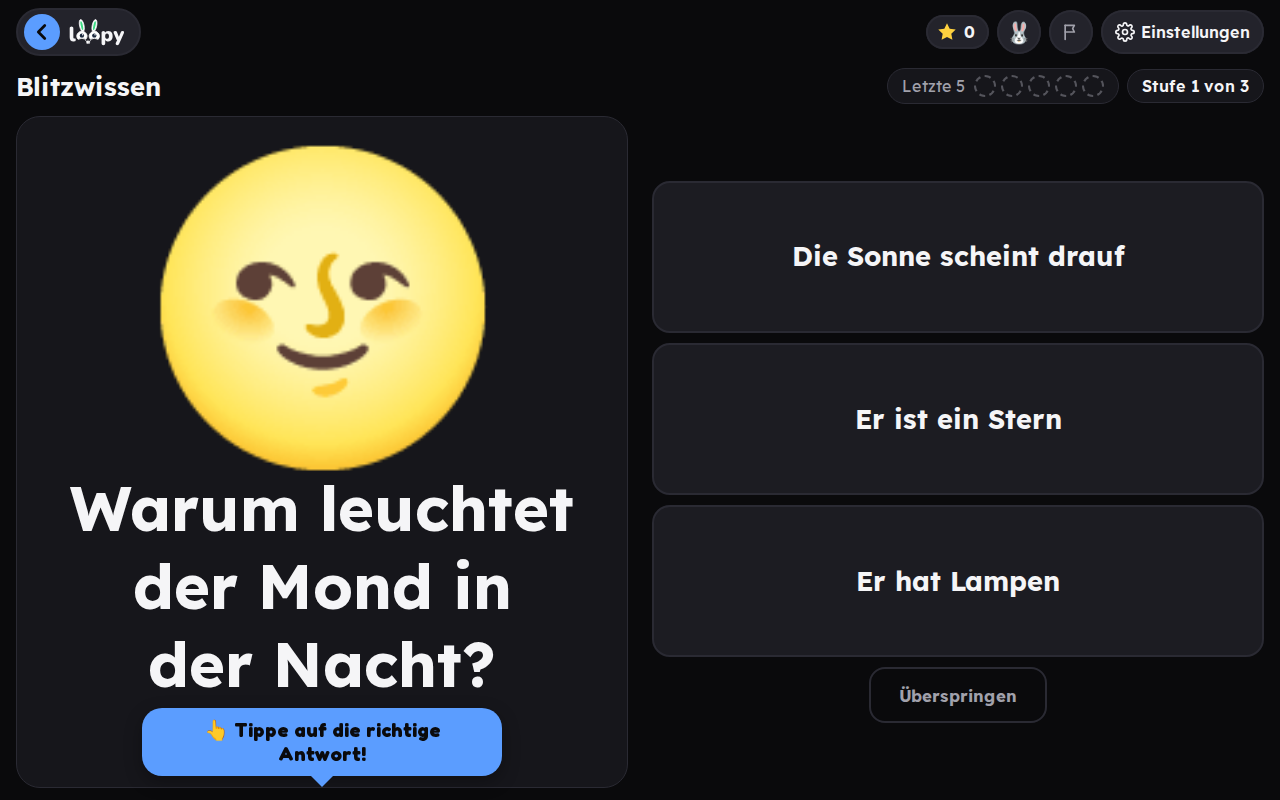 loopy
0
Einstellungen
Blitzwissen
Letzte 5
Stufe 1 von 3
Warum leuchtet
der Mond in
der Nacht?
👆 Tippe auf die richtige
Antwort!
Die Sonne scheint drauf
Er ist ein Stern
Er hat Lampen
Überspringen